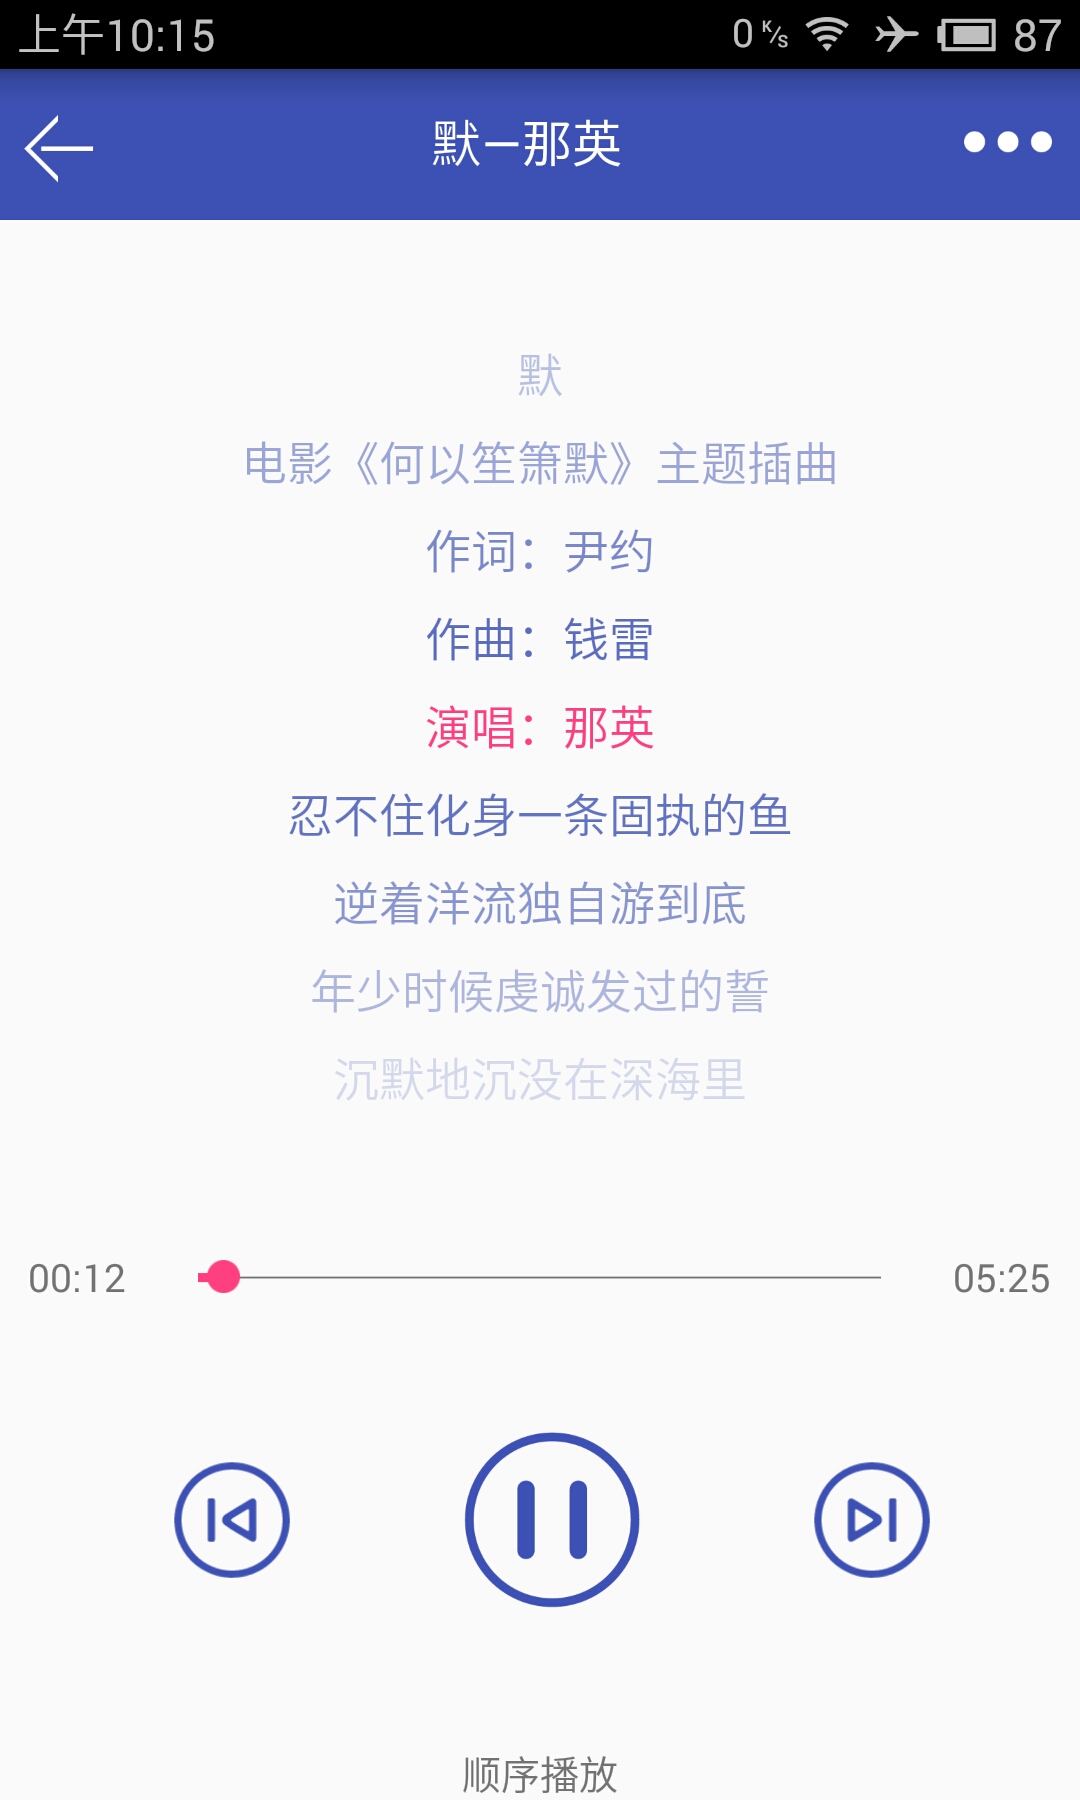 上午10:15 0 K/s 87
默–那英
默
电影《何以笙箫默》主题插曲
作词：尹约
作曲：钱雷
演唱：那英
忍不住化身一条固执的鱼
逆着洋流独自游到底
年少时候虔诚发过的誓
沉默地沉没在深海里
00:12 05:25
顺序播放